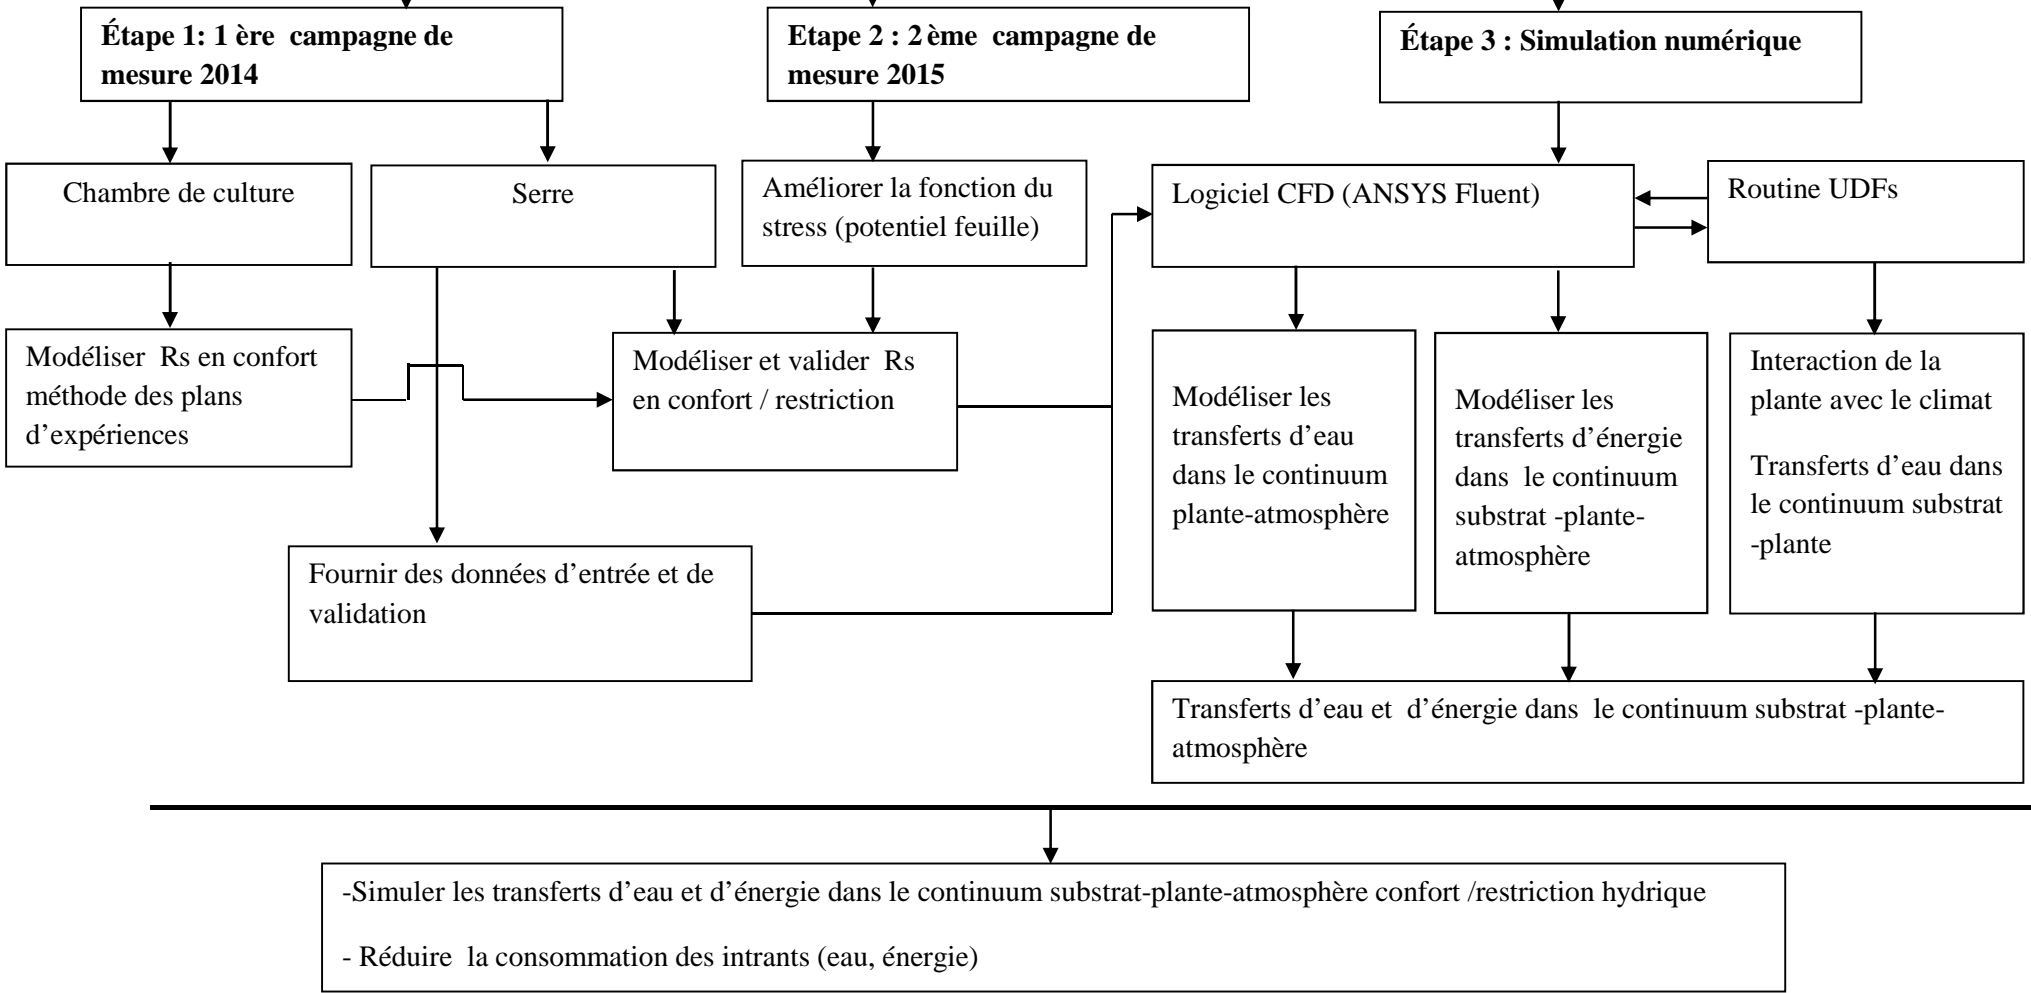 Étape 1: 1 ère campagne de
mesure 2014
Etape 2 : 2 ème campagne de
mesure 2015
Étape 3 : Simulation numérique
Chambre de culture
Serre
Améliorer la fonction du
stress (potentiel feuille)
Logiciel CFD (ANSYS Fluent)
Routine UDFs
Modéliser Rs en confort
méthode des plans
d’expériences
Modéliser et valider Rs
en confort / restriction
Modéliser les
transferts d’eau
dans le continuum
plante-atmosphère
Modéliser les
transferts d’énergie
dans le continuum
substrat -plante-
atmosphère
Interaction de la
plante avec le climat
Transferts d’eau dans
le continuum substrat
-plante
Fournir des données d’entrée et de
validation
Transferts d’eau et d’énergie dans le continuum substrat -plante-
atmosphère
-Simuler les transferts d’eau et d’énergie dans le continuum substrat-plante-atmosphère confort /restriction hydrique
- Réduire la consommation des intrants (eau, énergie)